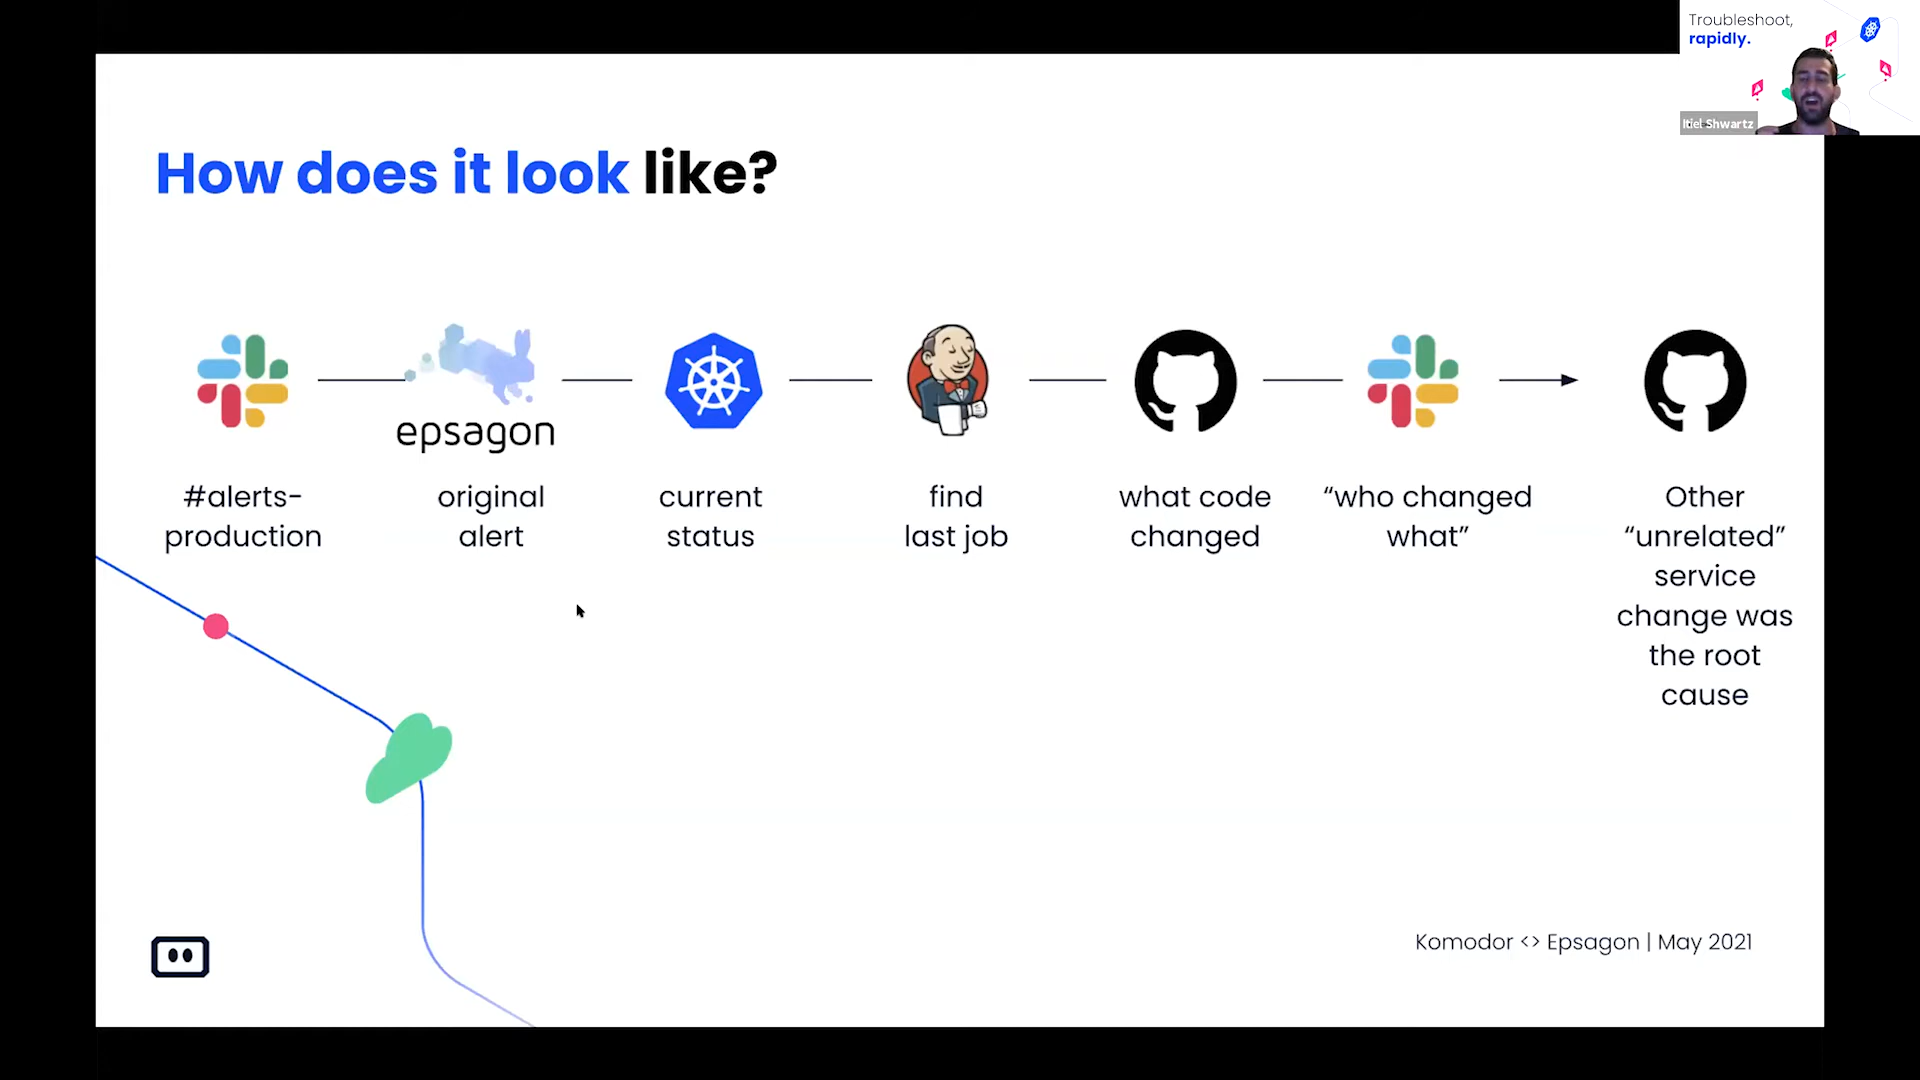 Troubleshoot,
rapidly.
Itiel Shwartz
How does it look like?
epsagon
#alerts-
production
original
alert
current
status
find
last job
what code
changed
“who changed
what”
Other
“unrelated”
service
change was
the root
cause
Komodor <> Epsagon | May 2021